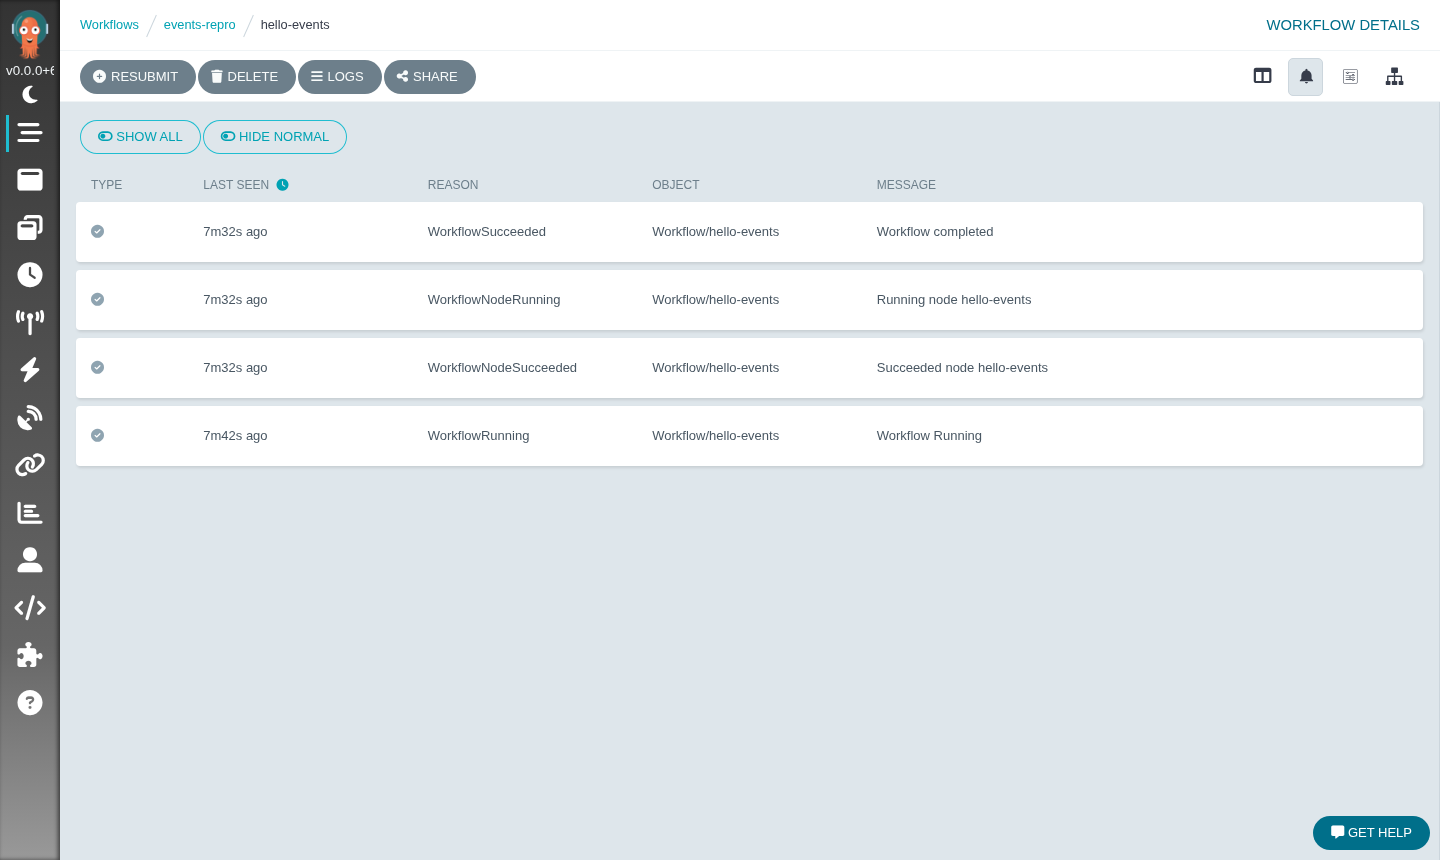 Workflows / events-repro / hello-events
WORKFLOW DETAILS
v0.0.0+6
RESUBMIT DELETE LOGS SHARE
SHOW ALL HIDE NORMAL
TYPE LAST SEEN REASON OBJECT MESSAGE
7m32s ago WorkflowSucceeded Workflow/hello-events Workflow completed
7m32s ago WorkflowNodeRunning Workflow/hello-events Running node hello-events
7m32s ago WorkflowNodeSucceeded Workflow/hello-events Succeeded node hello-events
7m42s ago WorkflowRunning Workflow/hello-events Workflow Running
GET HELP